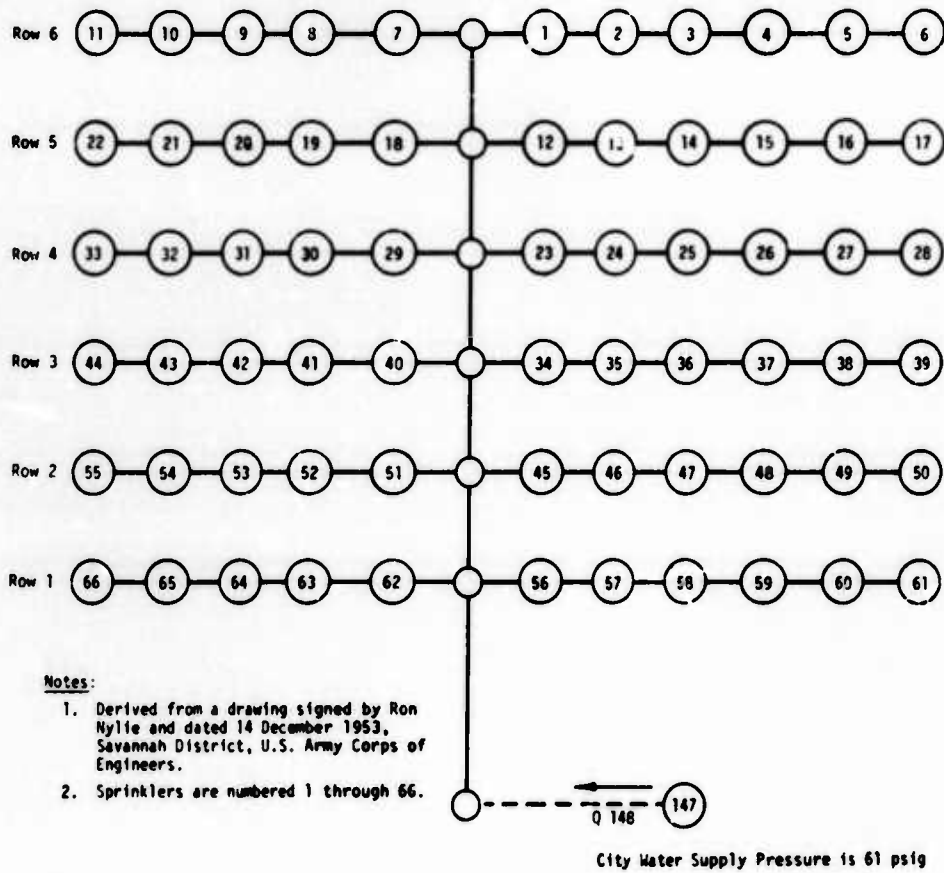 Row 6 11 10 9 8 7 1 2 3 4 5 6
Row 5 22 21 20 19 18 12 14 15 16 17
Row 4 33 32 31 30 29 23 24 25 26 27 28
Row 3 44 43 42 41 40 34 35 36 37 38 39
Row 2 55 54 53 52 51 45 46 47 48 49 50
Row 1 66 65 64 63 62 56 57 58 59 60 61
Notes:
1. Derived from a drawing signed by Ron
Nylie and dated 14 December 1953,
Savannah District, U.S. Army Corps of
Engineers.
2. Sprinklers are numbered 1 through 66.
Q 148 147
City Water Supply Pressure is 61 psig